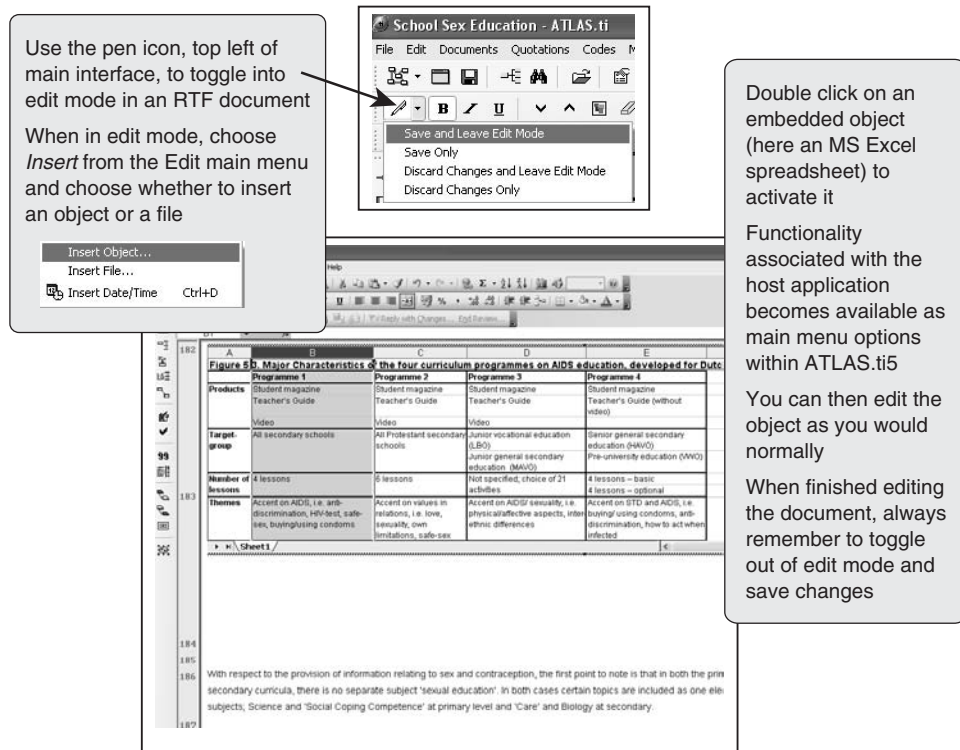 Use the pen icon, top left of
main interface, to toggle into
edit mode in an RTF document
When in edit mode, choose
Insert from the Edit main menu
and choose whether to insert
an object or a file
Insert Object...
Insert File...
Insert Date/Time Ctrl+D
School Sex Education - ATLAS.ti
File Edit Documents Quotations Codes M
B I U
Save and Leave Edit Mode
Save Only
Discard Changes and Leave Edit Mode
Discard Changes Only
Double click on an
embedded object
(here an MS Excel
spreadsheet) to
activate it
Functionality
associated with the
host application
becomes available as
main menu options
within ATLAS.ti5
You can then edit the
object as you would
normally
When finished editing
the document, always
remember to toggle
out of edit mode and
save changes
Help
Reply with Changes... End Review...
182
A B C D E
Figure 5 3. Major Characteristics of the four curriculum programmes on AIDS education, developed for Dutc
Programme 1 Programme 2 Programme 3 Programme 4
Products Student magazine Student magazine Student magazine Student magazine
Teacher's Guide Teacher's Guide Teacher's Guide Teacher's Guide (without
video)
Video Video Video
Target- All secondary schools All Protestant secondary Junior vocational education Senior general secondary
group schools (LBO) education (HAVO)
Junior general secondary Pre-university education (VWO)
education (MAVO)
Number of 4 lessons 6 lessons Not specified; choice of 21 4 lessons – basic
lessons activities 4 lessons – optional
183
Themes Accent on AIDS, i.e. anti- Accent on values in Accent on AIDS/ sexuality, i.e. Accent on STD and AIDS, i.e.
discrimination, HIV-test, safe- relations, i.e. love, physical/affective aspects, inter buying/ using condoms, anti-
sex, buying/using condoms sexuality, own ethnic differences discrimination, how to act when
limitations, safe-sex infected
Sheet1
184
185
186 With respect to the provision of information relating to sex and contraception, the first point to note is that in both the prim
secondary curricula, there is no separate subject 'sexual education'. In both cases certain topics are included as one ele
subjects; Science and 'Social Coping Competence' at primary level and 'Care' and Biology at secondary.
187